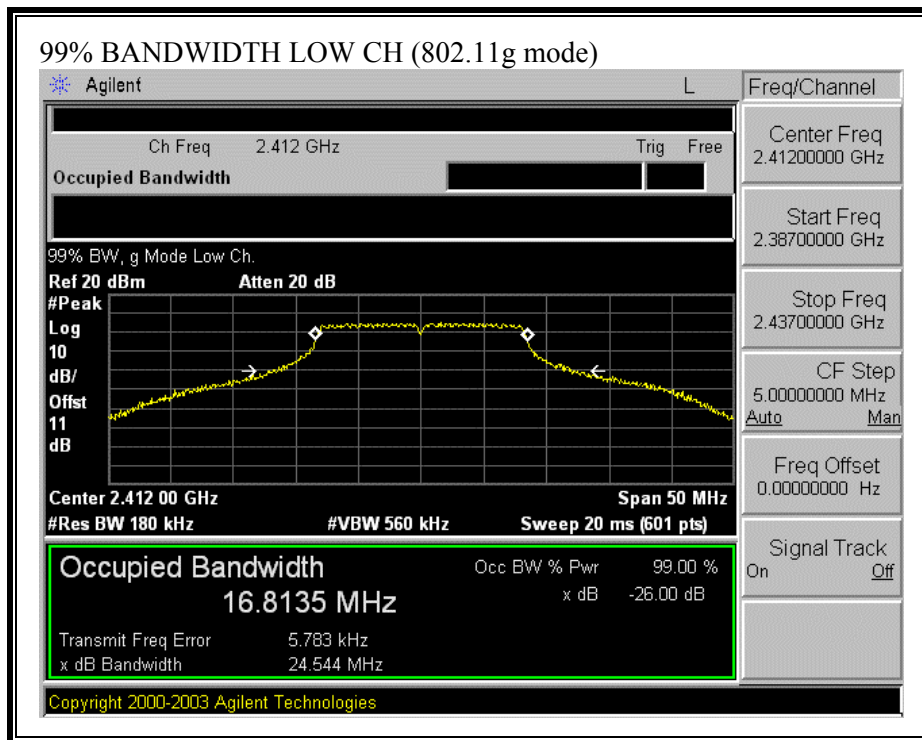 99% BANDWIDTH LOW CH (802.11g mode)
Agilent L Freq/Channel
Ch Freq 2.412 GHz Trig Free
Occupied Bandwidth
Center Freq
2.41200000 GHz
Start Freq
2.38700000 GHz
99% BW, g Mode Low Ch.
Ref 20 dBm Atten 20 dB
#Peak
Log
10
dB/
Offst
11
dB
Stop Freq
2.43700000 GHz
CF Step
5.00000000 MHz
Auto Man
Center 2.412 00 GHz Span 50 MHz
#Res BW 180 kHz #VBW 560 kHz Sweep 20 ms (601 pts)
Freq Offset
0.00000000 Hz
Occupied Bandwidth
16.8135 MHz
Occ BW % Pwr 99.00 %
x dB -26.00 dB
Transmit Freq Error 5.783 kHz
x dB Bandwidth 24.544 MHz
Signal Track
On Off
Copyright 2000-2003 Agilent Technologies